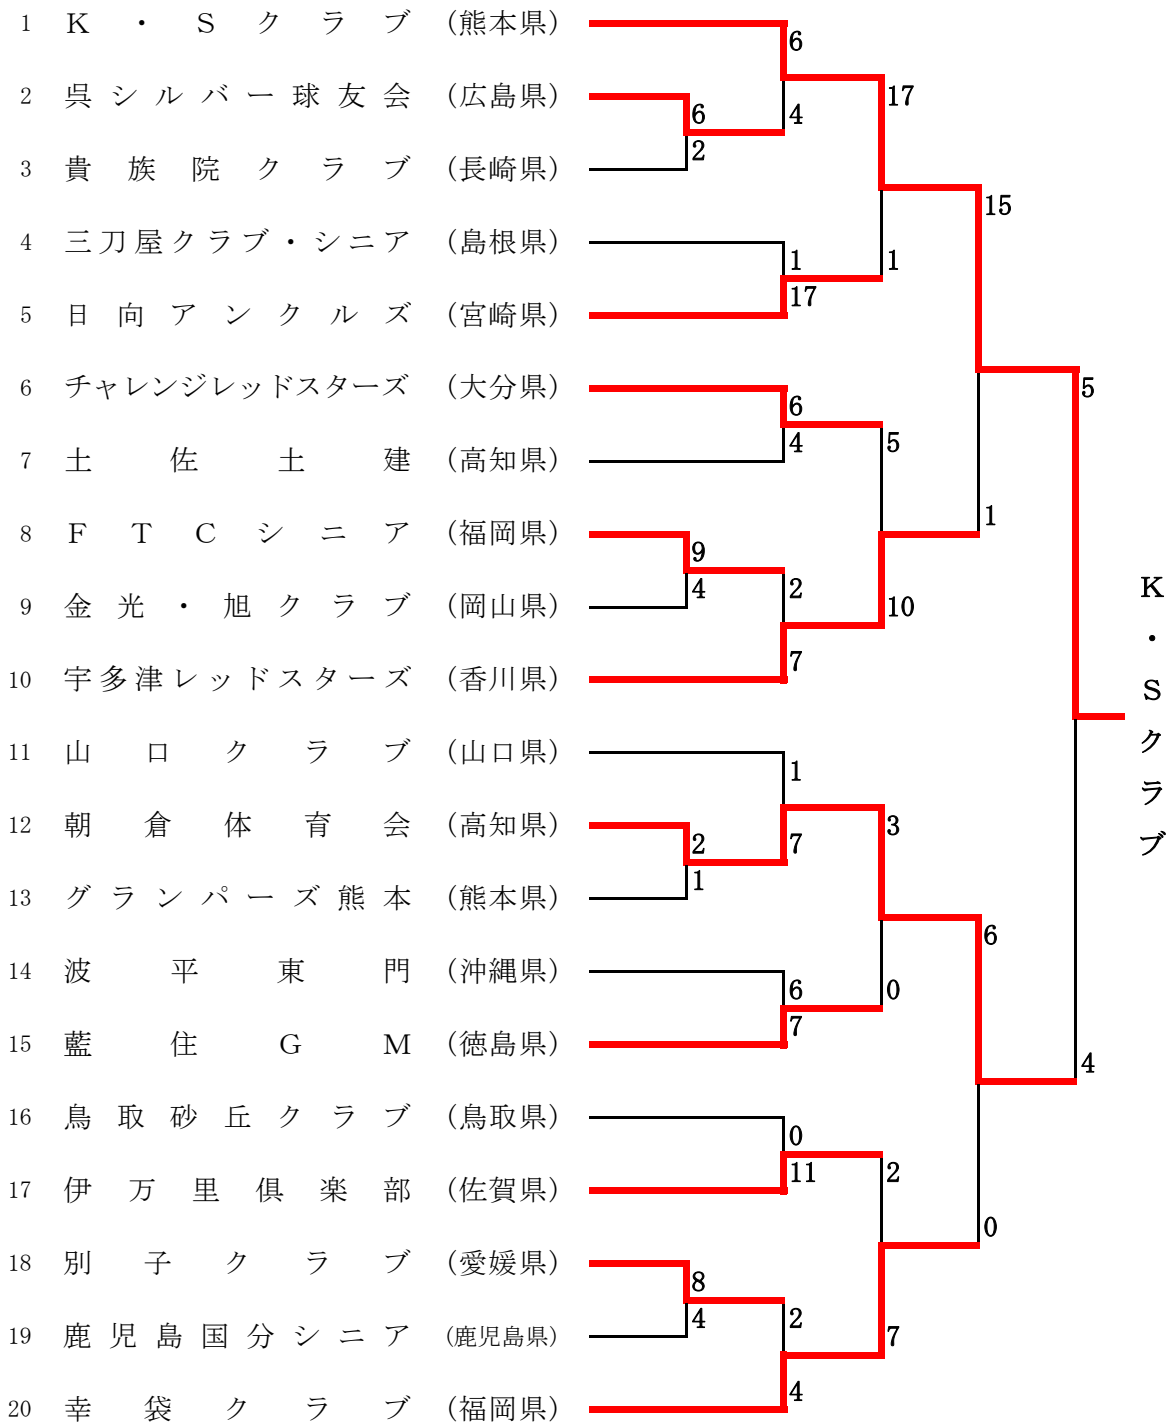 1 K・Sクラブ (熊本県)
2 呉シルバー球友会 (広島県)
3 貴族院クラブ (長崎県)
4 三刀屋クラブ・シニア (島根県)
5 日向アンクルズ (宮崎県)
6 チャレンジレッドスターズ (大分県)
7 土佐土建 (高知県)
8 FTCシニア (福岡県)
9 金光・旭クラブ (岡山県)
10 宇多津レッドスターズ (香川県)
11 山口クラブ (山口県)
12 朝倉体育会 (高知県)
13 グランパーズ熊本 (熊本県)
14 波平東門 (沖縄県)
15 藍住GM (徳島県)
16 鳥取砂丘クラブ (鳥取県)
17 伊万里倶楽部 (佐賀県)
18 別子クラブ (愛媛県)
19 鹿児島国分シニア (鹿児島県)
20 幸袋クラブ (福岡県)
6
2
9
4
2
1
8
4
6
4
1
17
6
4
2
7
1
7
6
7
0
11
2
4
17
1
5
10
3
0
2
7
15
1
6
0
5
4
K・Sクラブ